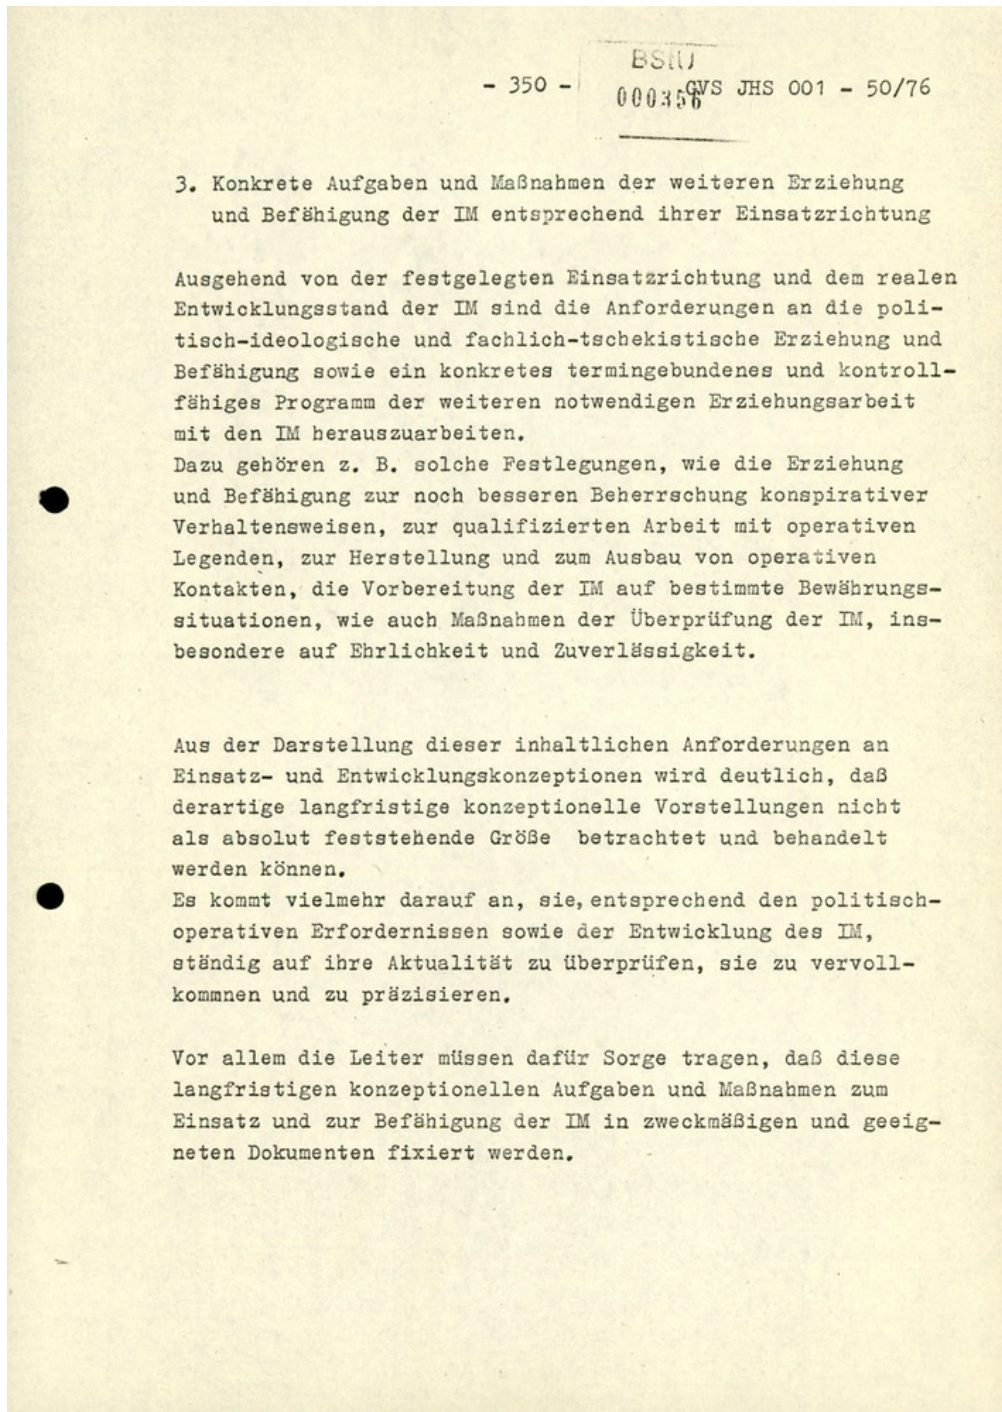 BStU
- 350 -
000356
GVS JHS 001 - 50/76
3. Konkrete Aufgaben und Maßnahmen der weiteren Erziehung
und Befähigung der IM entsprechend ihrer Einsatzrichtung
Ausgehend von der festgelegten Einsatzrichtung und dem realen
Entwicklungsstand der IM sind die Anforderungen an die poli-
tisch-ideologische und fachlich-tschekistische Erziehung und
Befähigung sowie ein konkretes termingebundenes und kontroll-
fähiges Programm der weiteren notwendigen Erziehungsarbeit
mit den IM herauszuarbeiten.
Dazu gehören z. B. solche Festlegungen, wie die Erziehung
und Befähigung zur noch besseren Beherrschung konspirativer
Verhaltensweisen, zur qualifizierten Arbeit mit operativen
Legenden, zur Herstellung und zum Ausbau von operativen
Kontakten, die Vorbereitung der IM auf bestimmte Bewährungs-
situationen, wie auch Maßnahmen der Überprüfung der IM, ins-
besondere auf Ehrlichkeit und Zuverlässigkeit.
Aus der Darstellung dieser inhaltlichen Anforderungen an
Einsatz- und Entwicklungskonzeptionen wird deutlich, daß
derartige langfristige konzeptionelle Vorstellungen nicht
als absolut feststehende Größe betrachtet und behandelt
werden können.
Es kommt vielmehr darauf an, sie, entsprechend den politisch-
operativen Erfordernissen sowie der Entwicklung des IM,
ständig auf ihre Aktualität zu überprüfen, sie zu vervoll-
kommnen und zu präzisieren.
Vor allem die Leiter müssen dafür Sorge tragen, daß diese
langfristigen konzeptionellen Aufgaben und Maßnahmen zum
Einsatz und zur Befähigung der IM in zweckmäßigen und geeig-
neten Dokumenten fixiert werden.